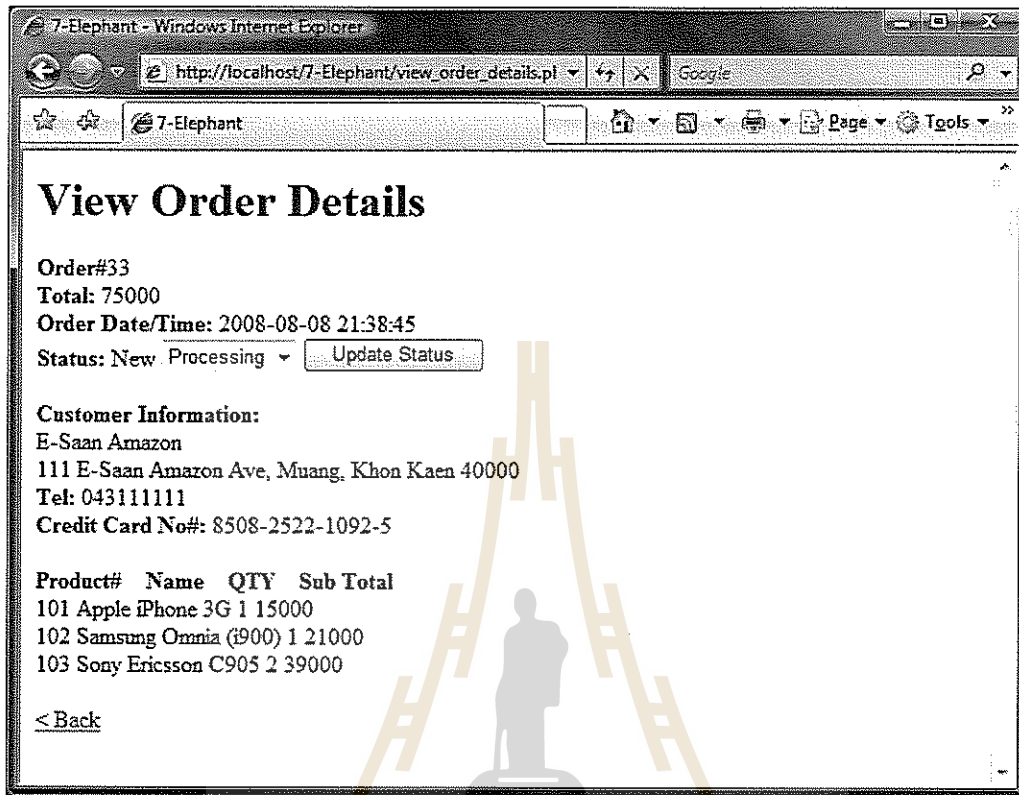 7-Elephant - Windows Internet Explorer
http://localhost/7-Elephant/view_order_details.pl
Google
7-Elephant
Page
Tools
View Order Details
Order#33
Total: 75000
Order Date/Time: 2008-08-08 21:38:45
Status: New Processing Update Status
Customer Information:
E-Saan Amazon
111 E-Saan Amazon Ave, Muang, Khon Kaen 40000
Tel: 043111111
Credit Card No#: 8508-2522-1092-5
Product# Name QTY Sub Total
101 Apple iPhone 3G 1 15000
102 Samsung Omnia (i900) 1 21000
103 Sony Ericsson C905 2 39000
< Back